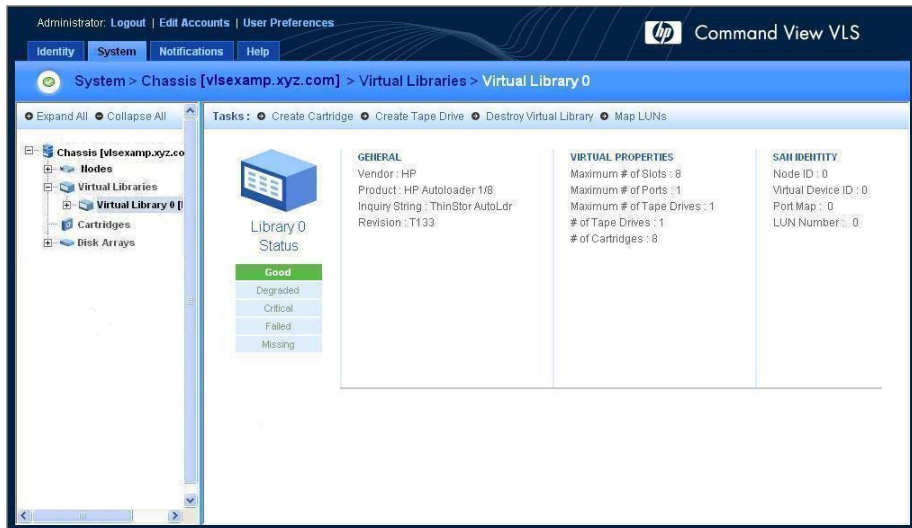 Administrator: Logout | Edit Accounts | User Preferences
hp Command View VLS
Identity System Notifications Help
System > Chassis [vlsexamp.xyz.com] > Virtual Libraries > Virtual Library 0
Expand All Collapse All
Tasks : Create Cartridge Create Tape Drive Destroy Virtual Library Map LUNs
Chassis [vlsexamp.xyz.co
Nodes
Virtual Libraries
Virtual Library 0 [
Cartridges
Disk Arrays
Library 0
Status
Good
Degraded
Critical
Failed
Missing
GENERAL
Vendor : HP
Product : HP Autoloader 1/8
Inquiry String : ThinStor AutoLdr
Revision : T133
VIRTUAL PROPERTIES
Maximum # of Slots : 8
Maximum # of Ports : 1
Maximum # of Tape Drives : 1
# of Tape Drives : 1
# of Cartridges : 8
SAN IDENTITY
Node ID : 0
Virtual Device ID : 0
Port Map : 0
LUN Number : 0